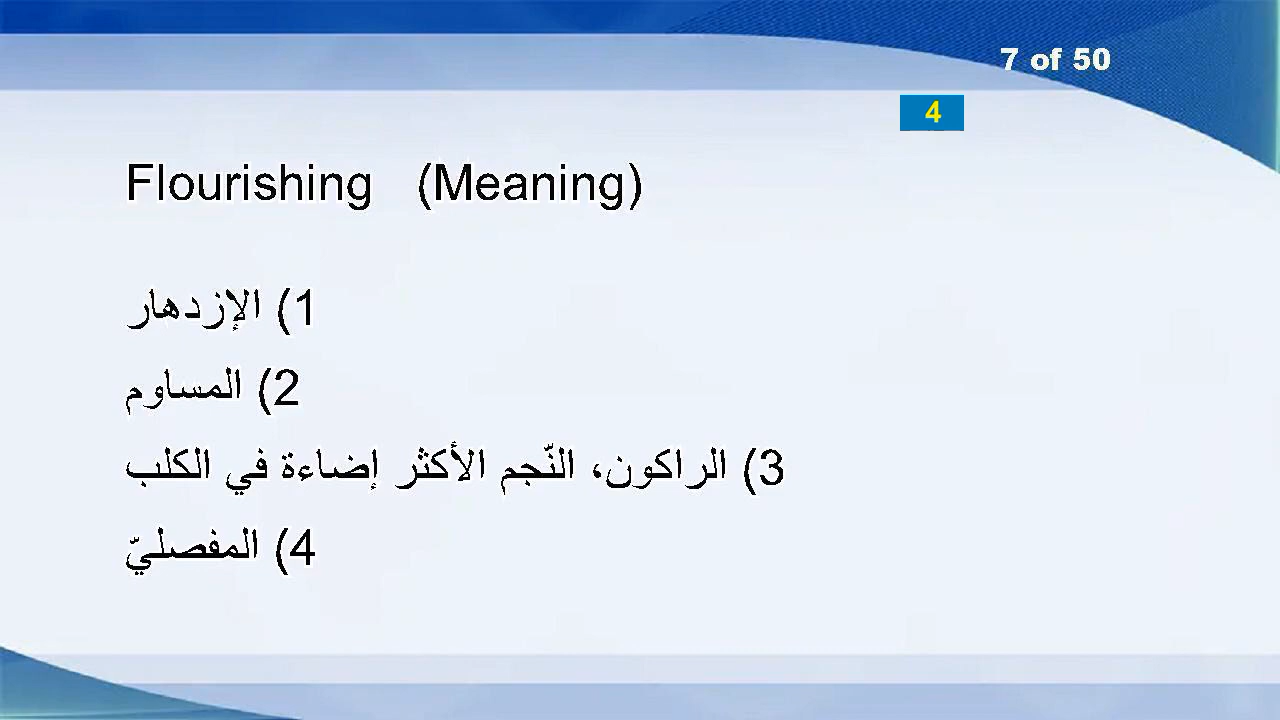 7 of 50
4
Flourishing (Meaning)
1) الإزدهار
2) المساوم
3) الراكون، النّجم الأكثر إضاءة في الكلب
4) المفصليّ